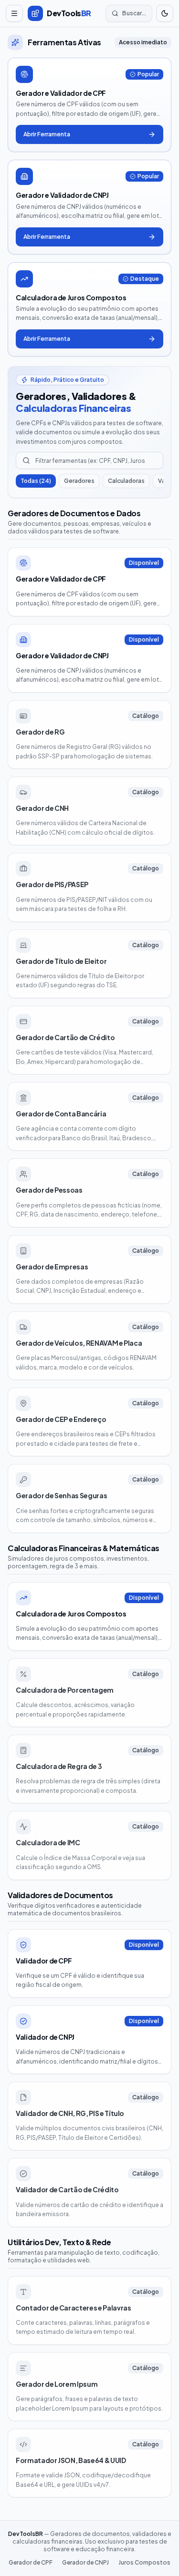 DevToolsBR
Buscar...
Ferramentas Ativas
Acesso imediato
Popular
Gerador e Validador de CPF
Gere números de CPF válidos (com ou sem
pontuação), filtre por estado de origem (UF), gere...
Abrir Ferramenta
Popular
Gerador e Validador de CNPJ
Gere números de CNPJ válidos (numéricos e
alfanuméricos), escolha matriz ou filial, gere em lot...
Abrir Ferramenta
Destaque
Calculadora de Juros Compostos
Simule a evolução do seu patrimônio com aportes
mensais, conversão exata de taxas (anual/mensal),...
Abrir Ferramenta
Rápido, Prático e Gratuito
Geradores, Validadores &
Calculadoras Financeiras
Gere CPFs e CNPJs válidos para testes de software,
valide documentos ou simule a evolução dos seus
investimentos com juros compostos.
Filtrar ferramentas (ex: CPF, CNPJ, Juros
Todas (24)
Geradores
Calculadoras
Va
Geradores de Documentos e Dados
Gere documentos, pessoas, empresas, veículos e
dados válidos para testes de software.
Disponível
Gerador e Validador de CPF
Gere números de CPF válidos (com ou sem
pontuação), filtre por estado de origem (UF), gere...
Disponível
Gerador e Validador de CNPJ
Gere números de CNPJ válidos (numéricos e
alfanuméricos), escolha matriz ou filial, gere em lot...
Catálogo
Gerador de RG
Gere números de Registro Geral (RG) válidos no
padrão SSP-SP para homologação de sistemas.
Catálogo
Gerador de CNH
Gere números válidos de Carteira Nacional de
Habilitação (CNH) com cálculo oficial de dígitos.
Catálogo
Gerador de PIS/PASEP
Gere números de PIS/PASEP/NIT válidos com ou
sem máscara para testes de folha e RH.
Catálogo
Gerador de Título de Eleitor
Gere números válidos de Título de Eleitor por
estado (UF) segundo regras do TSE.
Catálogo
Gerador de Cartão de Crédito
Gere cartões de teste válidos (Visa, Mastercard,
Elo, Amex, Hipercard) para homologação de...
Catálogo
Gerador de Conta Bancária
Gere agência e conta corrente com dígito
verificador para Banco do Brasil, Itaú, Bradesco,...
Catálogo
Gerador de Pessoas
Gere perfis completos de pessoas fictícias (nome,
CPF, RG, data de nascimento, endereço, telefone,...
Catálogo
Gerador de Empresas
Gere dados completos de empresas (Razão
Social, CNPJ, Inscrição Estadual, endereço e...
Catálogo
Gerador de Veículos, RENAVAM e Placa
Gere placas Mercosul/antigas, códigos RENAVAM
válidos, marca, modelo e cor de veículos.
Catálogo
Gerador de CEP e Endereço
Gere endereços brasileiros reais e CEPs filtrados
por estado e cidade para testes de frete e...
Catálogo
Gerador de Senhas Seguras
Crie senhas fortes e criptograficamente seguras
com controle de tamanho, símbolos, números e...
Calculadoras Financeiras & Matemáticas
Simuladores de juros compostos, investimentos,
porcentagem, regra de 3 e mais.
Disponível
Calculadora de Juros Compostos
Simule a evolução do seu patrimônio com aportes
mensais, conversão exata de taxas (anual/mensal),...
Catálogo
Calculadora de Porcentagem
Calcule descontos, acréscimos, variação
percentual e proporções rapidamente.
Catálogo
Calculadora de Regra de 3
Resolva problemas de regra de três simples (direta
e inversamente proporcional) e composta.
Catálogo
Calculadora de IMC
Calcule o Índice de Massa Corporal e veja sua
classificação segundo a OMS.
Validadores de Documentos
Verifique dígitos verificadores e autenticidade
matemática de documentos brasileiros.
Disponível
Validador de CPF
Verifique se um CPF é válido e identifique sua
região fiscal de origem.
Disponível
Validador de CNPJ
Valide números de CNPJ tradicionais e
alfanuméricos, identificando matriz/filial e dígitos...
Catálogo
Validador de CNH, RG, PIS e Título
Valide múltiplos documentos civis brasileiros (CNH,
RG, PIS/PASEP, Título de Eleitor e Certidões).
Catálogo
Validador de Cartão de Crédito
Valide números de cartão de crédito e identifique a
bandeira emissora.
Utilitários Dev, Texto & Rede
Ferramentas para manipulação de texto, codificação,
formatação e utilidades web.
Catálogo
Contador de Caracteres e Palavras
Conte caracteres, palavras, linhas, parágrafos e
tempo estimado de leitura em tempo real.
Catálogo
Gerador de Lorem Ipsum
Gere parágrafos, frases e palavras de texto
placeholder Lorem Ipsum para layouts e protótipos.
Catálogo
Formatador JSON, Base64 & UUID
Formate e valide JSON, codifique/decodifique
Base64 e URL, e gere UUIDs v4/v7.
DevToolsBR — Geradores de documentos, validadores e
calculadoras financeiras. Uso exclusivo para testes de
software e educação financeira.
Gerador de CPF
Gerador de CNPJ
Juros Compostos